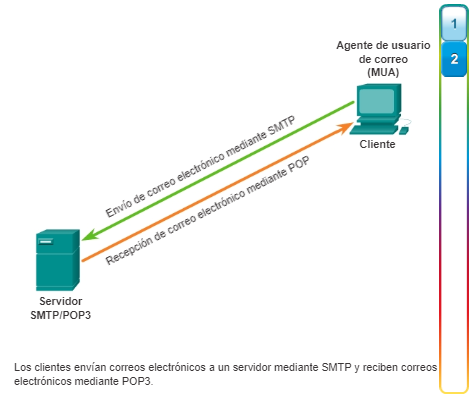 1
2
Agente de usuario
de correo
(MUA)
Cliente
Envío de correo electrónico mediante SMTP
Recepción de correo electrónico mediante POP
Servidor
SMTP/POP3
Los clientes envían correos electrónicos a un servidor mediante SMTP y reciben correos
electrónicos mediante POP3.